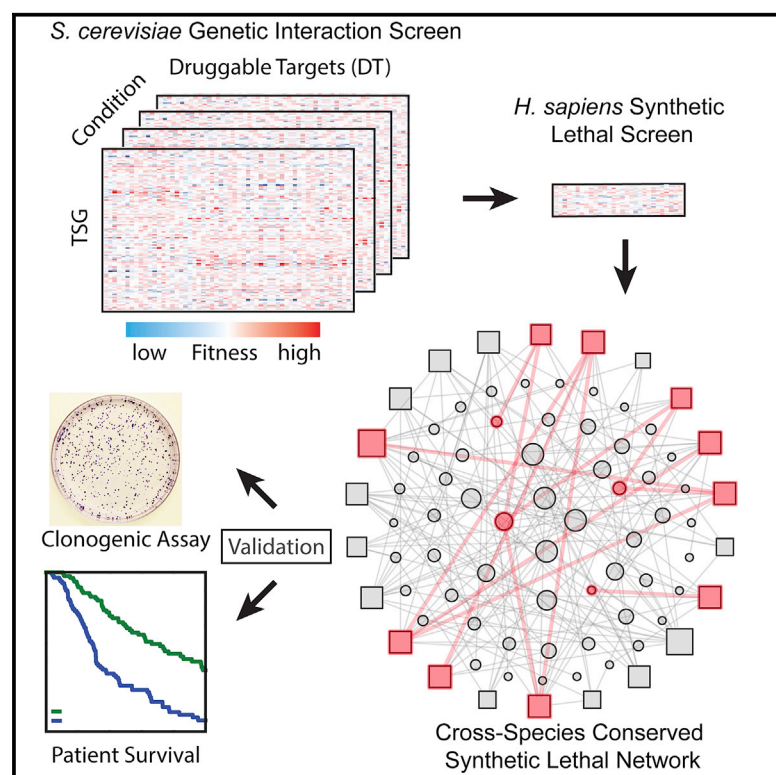 S. cerevisiae Genetic Interaction Screen
Druggable Targets (DT)
Condition
TSG
low Fitness high
H. sapiens Synthetic
Lethal Screen
Clonogenic Assay
Validation
Patient Survival
Cross-Species Conserved
Synthetic Lethal Network